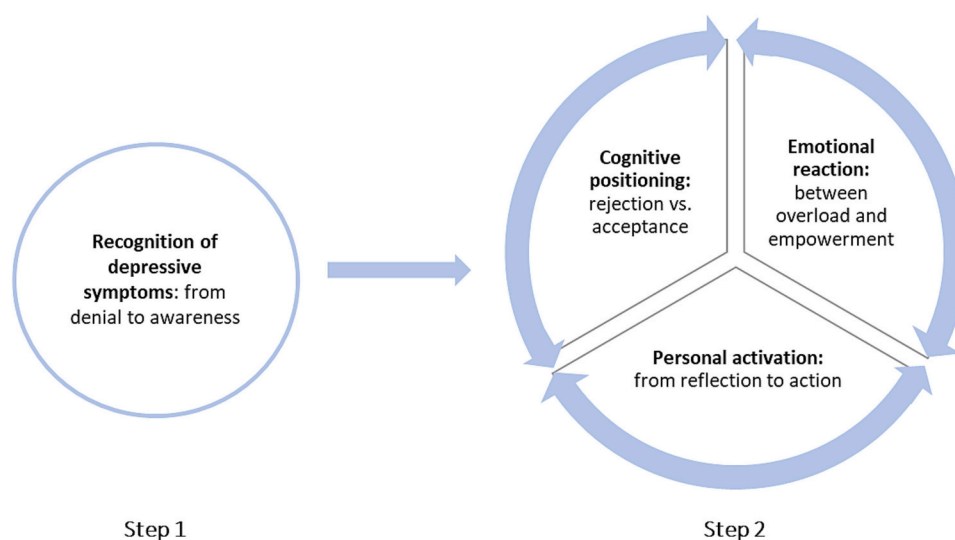 Recognition of
depressive
symptoms: from
denial to awareness
Cognitive
positioning:
rejection vs.
acceptance
Emotional
reaction:
between
overload and
empowerment
Personal activation:
from reflection to action
Step 1
Step 2